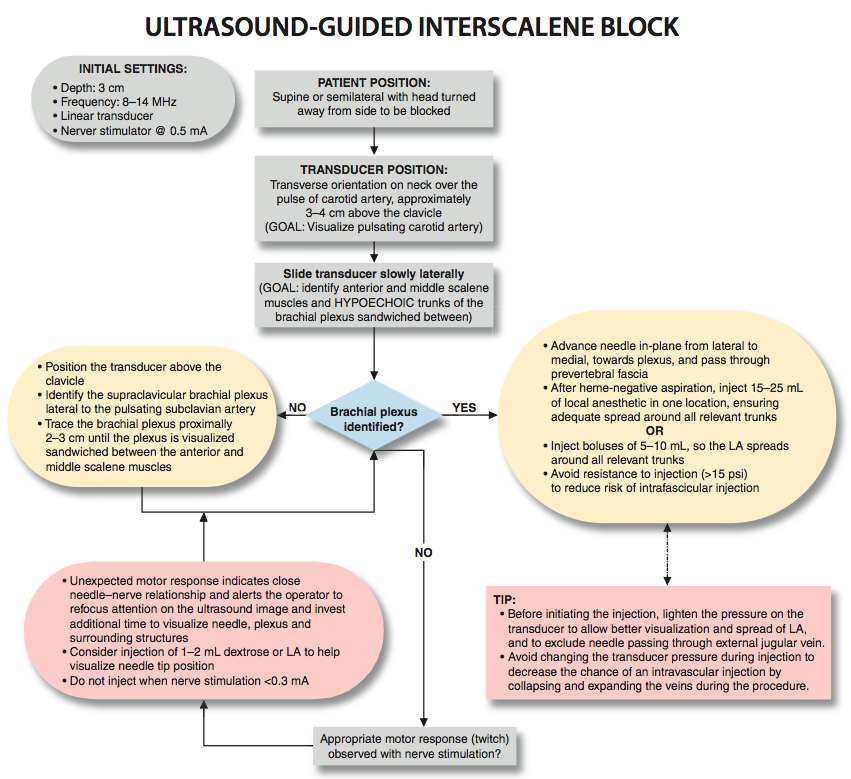 ULTRASOUND-GUIDED INTERSCALENE BLOCK
INITIAL SETTINGS:
• Depth: 3 cm
• Frequency: 8–14 MHz
• Linear transducer
• Nerver stimulator @ 0.5 mA
PATIENT POSITION:
Supine or semilateral with head turned
away from side to be blocked
TRANSDUCER POSITION:
Transverse orientation on neck over the
pulse of carotid artery, approximately
3–4 cm above the clavicle
(GOAL: Visualize pulsating carotid artery)
Slide transducer slowly laterally
(GOAL: identify anterior and middle scalene
muscles and HYPOECHOIC trunks of the
brachial plexus sandwiched between)
Brachial plexus
identified?
NO
• Position the transducer above the
clavicle
• Identify the supraclavicular brachial plexus
lateral to the pulsating subclavian artery
• Trace the brachial plexus proximally
2–3 cm until the plexus is visualized
sandwiched between the anterior and
middle scalene muscles
YES
• Advance needle in-plane from lateral to
medial, towards plexus, and pass through
prevertebral fascia
• After heme-negative aspiration, inject 15–25 mL
of local anesthetic in one location, ensuring
adequate spread around all relevant trunks
OR
• Inject boluses of 5–10 mL, so the LA spreads
around all relevant trunks
• Avoid resistance to injection (>15 psi)
to reduce risk of intrafascicular injection
TIP:
• Before initiating the injection, lighten the pressure on the
transducer to allow better visualization and spread of LA,
and to exclude needle passing through external jugular vein.
• Avoid changing the transducer pressure during injection to
decrease the chance of an intravascular injection by
collapsing and expanding the veins during the procedure.
NO
Appropriate motor response (twitch)
observed with nerve stimulation?
• Unexpected motor response indicates close
needle–nerve relationship and alerts the operator to
refocus attention on the ultrasound image and invest
additional time to visualize needle, plexus and
surrounding structures
• Consider injection of 1–2 mL dextrose or LA to help
visualize needle tip position
• Do not inject when nerve stimulation <0.3 mA